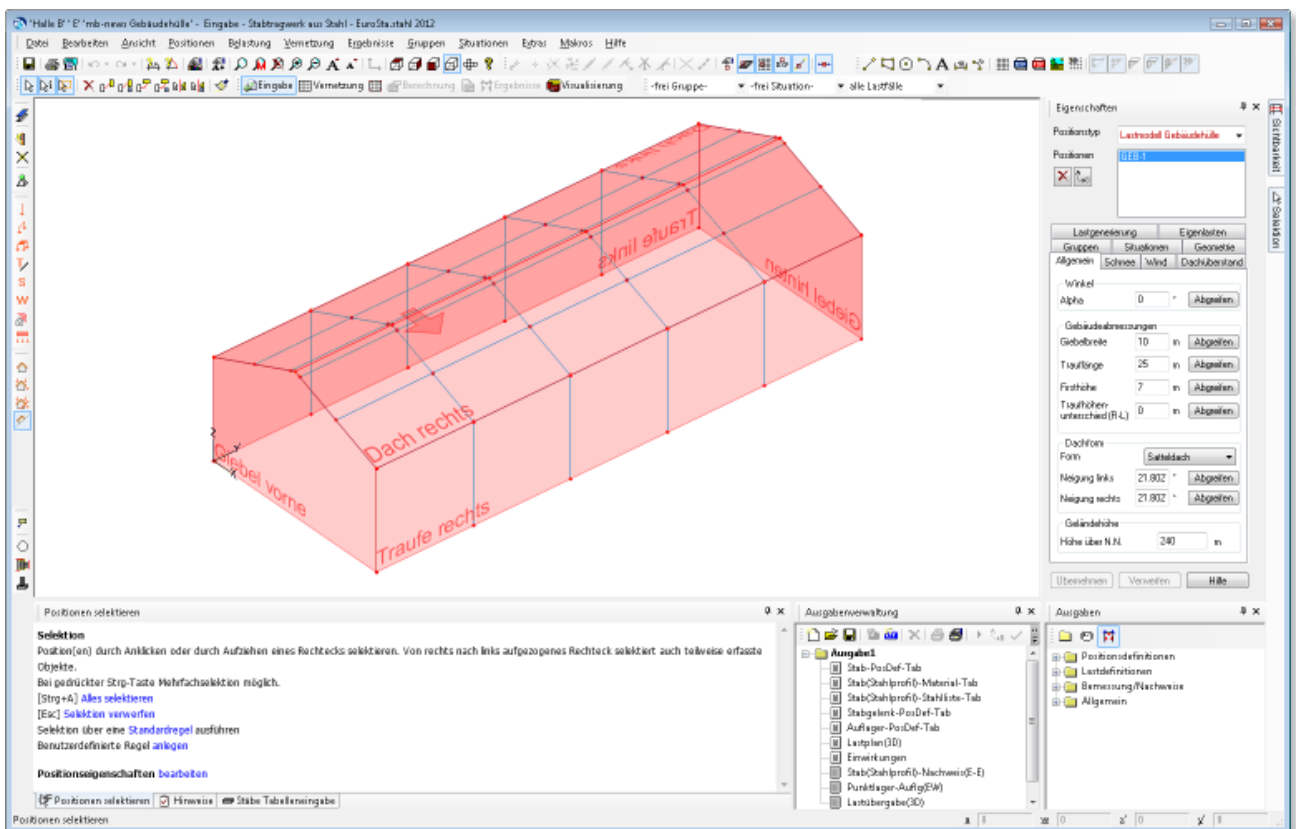 'Halle B' 'E' 'mb-news Gebäudehülle' - Eingabe - Stabtragwerk aus Stahl - EuroSta.stahl 2012
Datei Bearbeiten Ansicht Positionen Belastung Vernetzung Ergebnisse Gruppen Situationen Extras Makros Hilfe
Eingabe Vernetzung Berechnung Ergebnisse Visualisierung -frei Gruppe- -frei Situation- alle Lastfälle
Traufe links
Giebel hinten
Dach rechts
Giebel vorne
Traufe rechts
Z
Y
X
S
W
Eigenschaften
Positionstyp Lastmodell Gebäudehülle
Positionen GEB-1
Lastgenerierung Eigenlasten
Gruppen Situationen Geometrie
Allgemein Schnee Wind Dachüberstand
Winkel
Alpha 0 ° Abgreifen
Gebäudeabmessungen
Giebelbreite 10 m Abgreifen
Trauflänge 25 m Abgreifen
Firsthöhe 7 m Abgreifen
Traufhöhen-
unterschied(R-L) 0 m Abgreifen
Dachform
Form Satteldach
Neigung links 21.802 ° Abgreifen
Neigung rechts 21.802 ° Abgreifen
Geländehöhe
Höhe über N.N. 240 m
Übernehmen Verwerfen Hilfe
Sichtbarkeit
Selektion
Positionen selektieren
Selektion
Position(en) durch Anklicken oder durch Aufziehen eines Rechtecks selektieren. Von rechts nach links aufgezogenes Rechteck selektiert auch teilweise erfasste
Objekte.
Bei gedrückter Strg-Taste Mehrfachselektion möglich.
[Strg+A] Alles selektieren
[Esc] Selektion verwerfen
Selektion über eine Standardregel ausführen
Benutzerdefinierte Regel anlegen
Positionseigenschaften bearbeiten
Positionen selektieren Hinweise Stäbe Tabelleneingabe
Ausgabenverwaltung
Ausgabe1
Stab-PosDef-Tab
Stab(Stahlprofil)-Material-Tab
Stab(Stahlprofil)-Stahlliste-Tab
Stabgelenk-PosDef-Tab
Auflager-PosDef-Tab
Lastplan(3D)
Einwirkungen
Stab(Stahlprofil)-Nachweis(E-E)
Punktlager-Auflg(EW)
Lastübergabe(3D)
Ausgaben
Positionsdefinitionen
Lastdefinitionen
Bemessung/Nachweise
Allgemein
Positionen selektieren